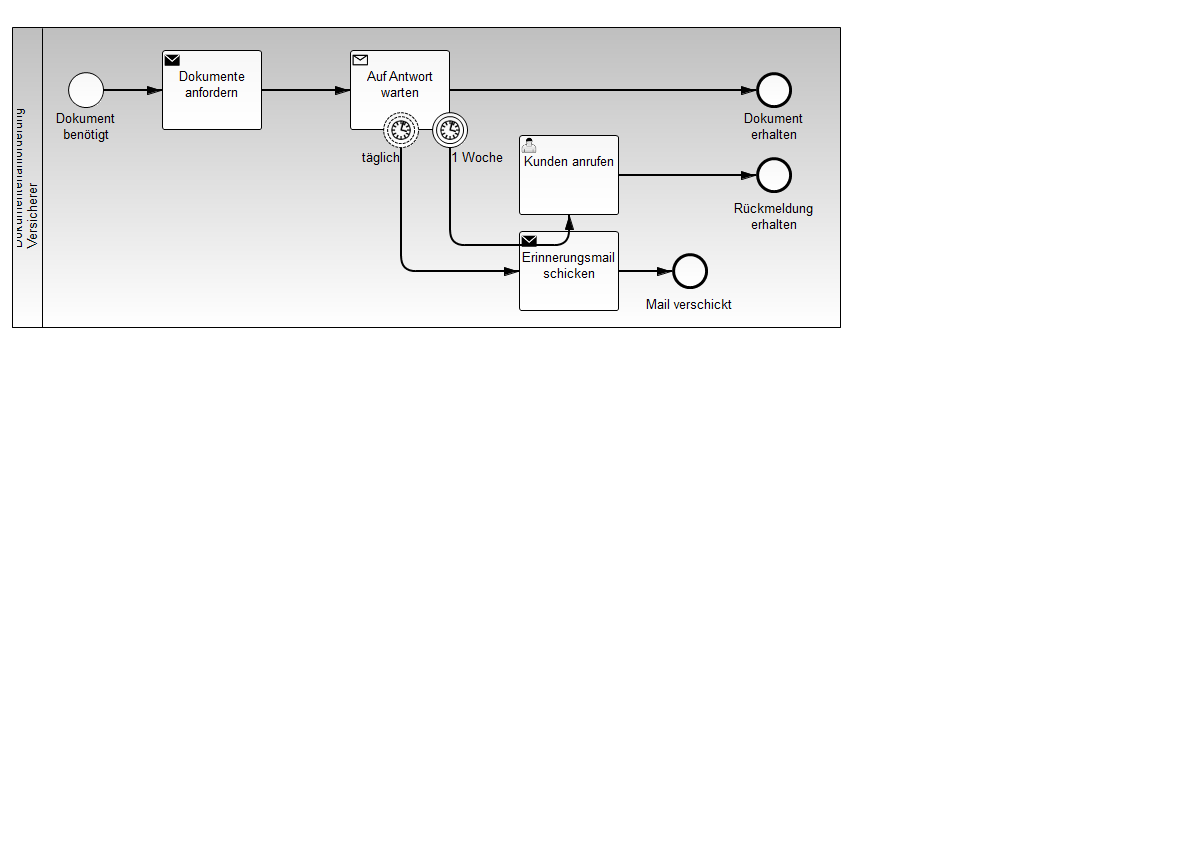 Dokument
benötigt
Dokumente
anfordern
Auf Antwort
warten
täglich
1 Woche
Kunden anrufen
Erinnerungsmail
schicken
Dokument
erhalten
Rückmeldung
erhalten
Mail verschickt
Versicherer